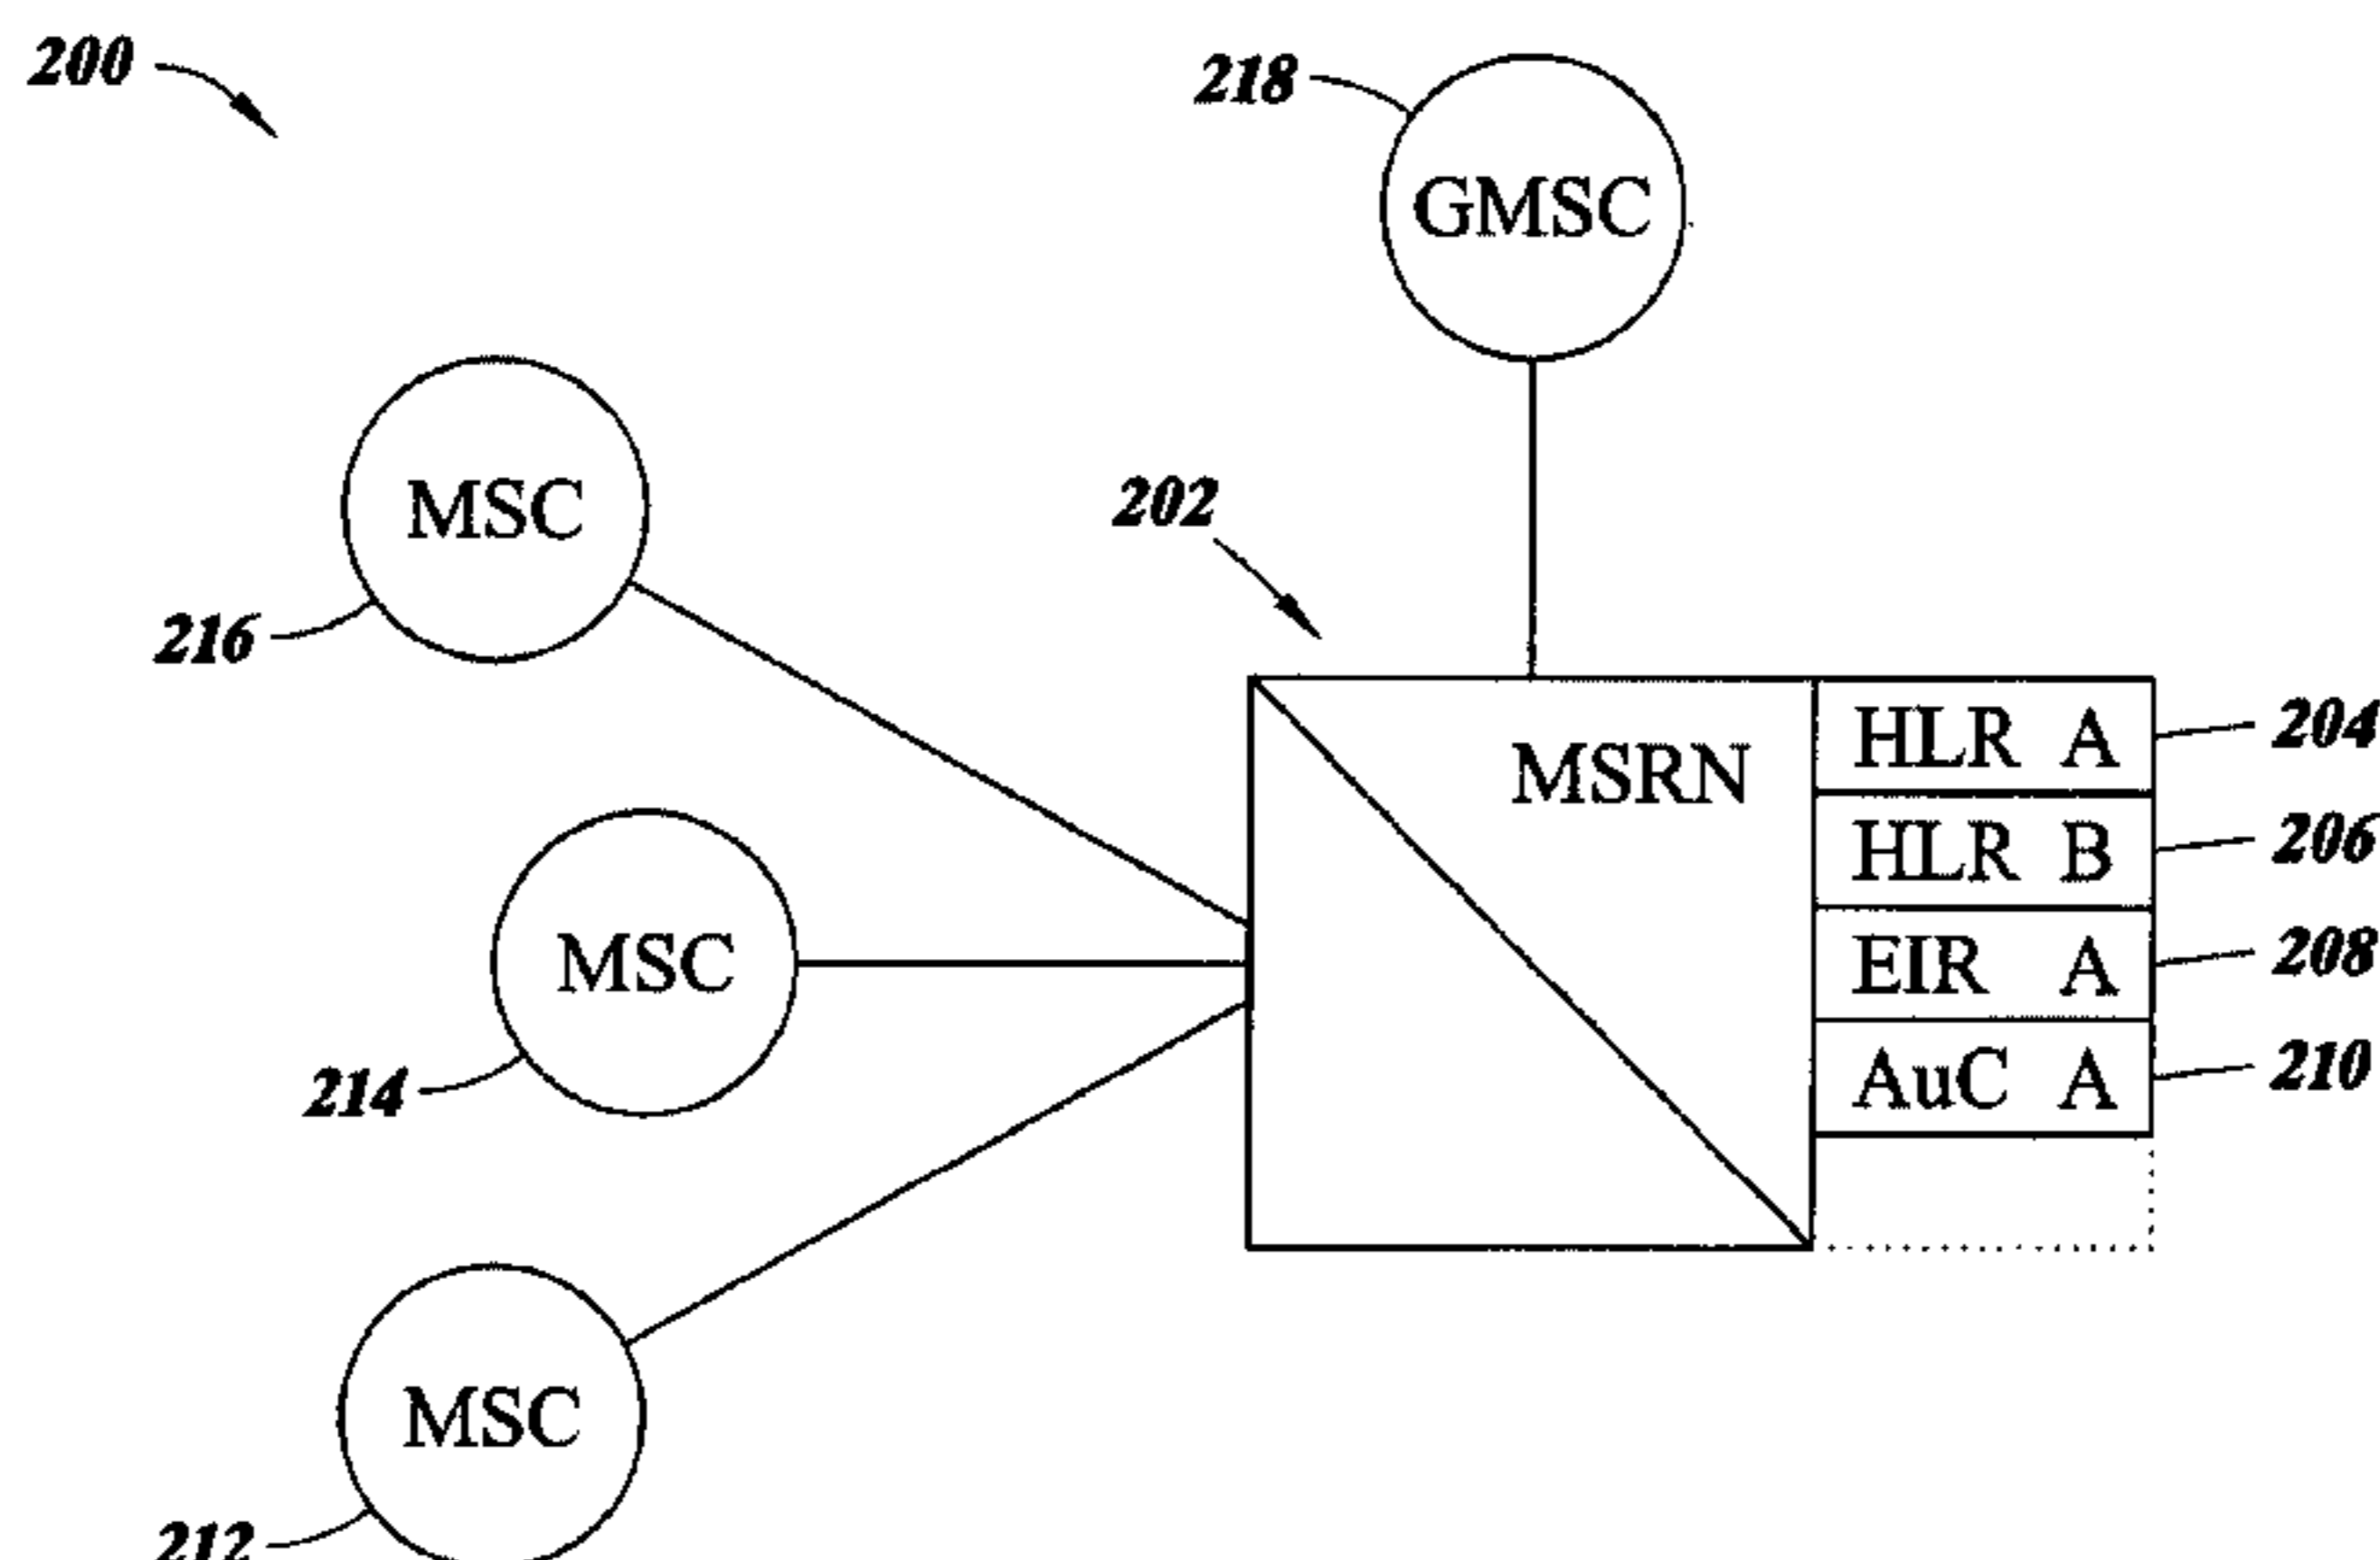 200
218
GMSC
MSC
202
216
MSRN
HLR A
204
HLR B
206
MSC
EIR A
208
214
AuC A
210
MSC
212